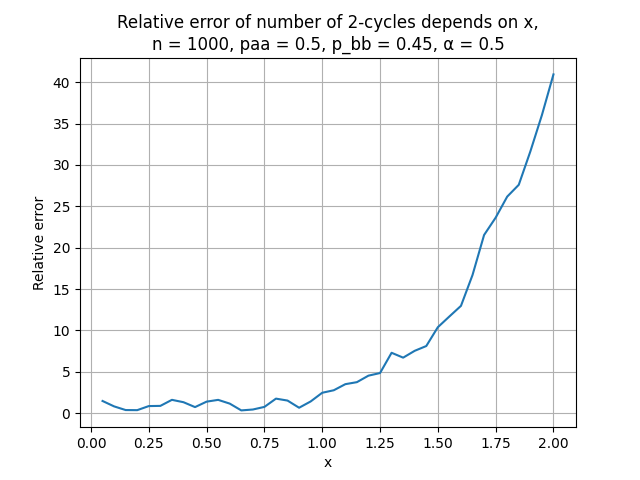 Relative error of number of 2-cycles depends on x,
n = 1000, paa = 0.5, p_bb = 0.45, α = 0.5
40
35
30
25
20
15
10
5
0
Relative error
0.00 0.25 0.50 0.75 1.00 1.25 1.50 1.75 2.00
x